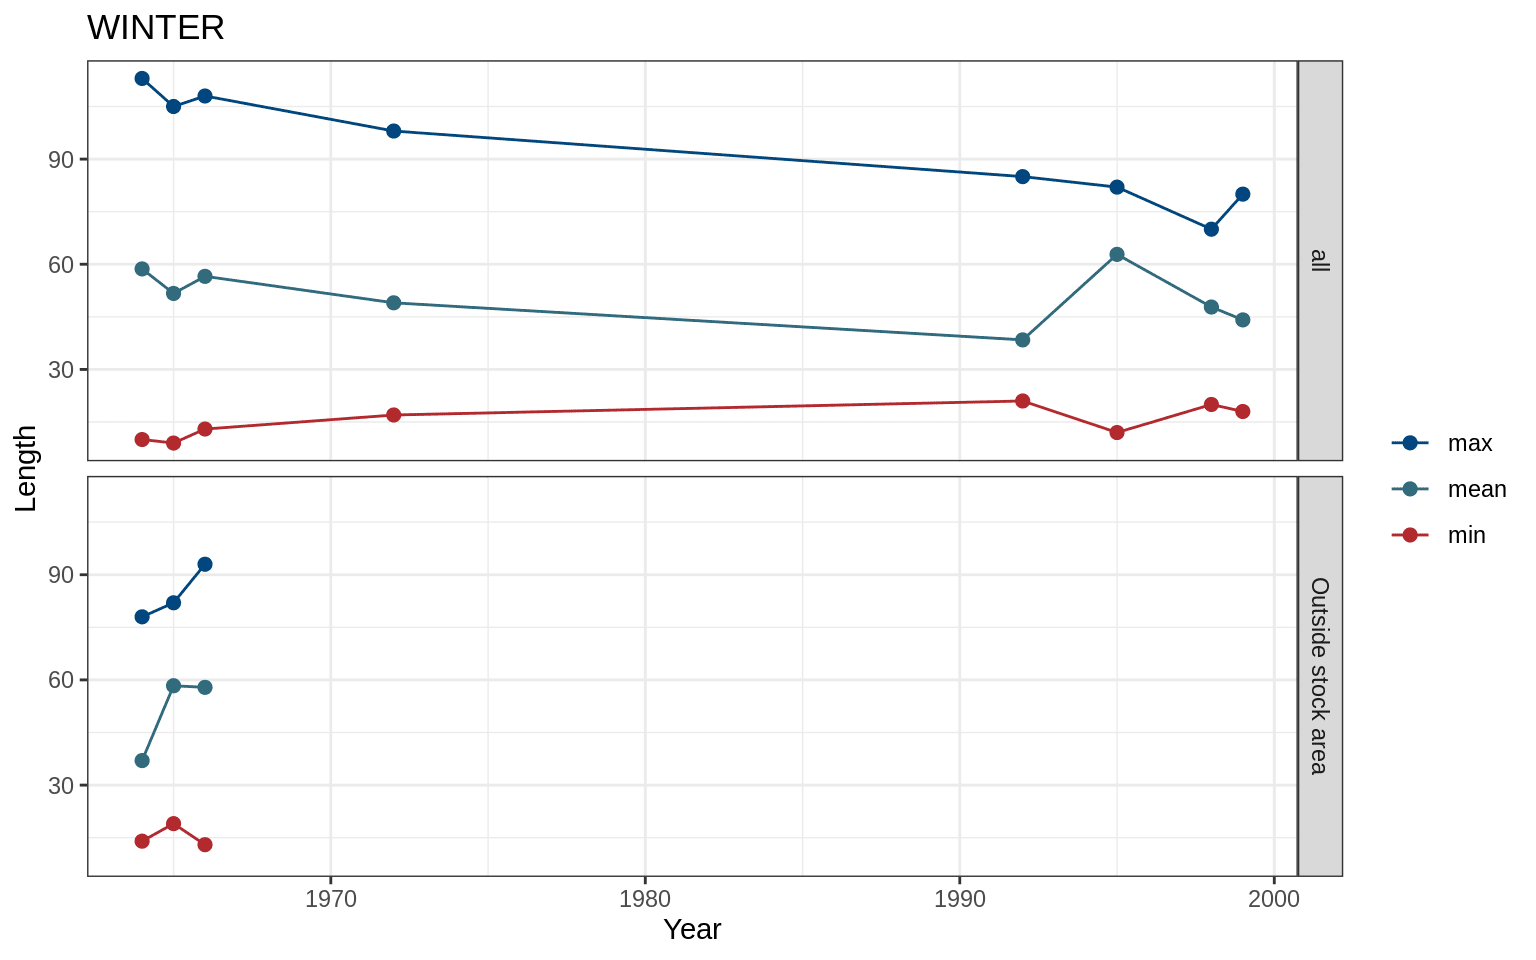 WINTER
90
60
30
all
Length
90
60
30
Outside stock area
1970
1980
1990
2000
Year
max
mean
min